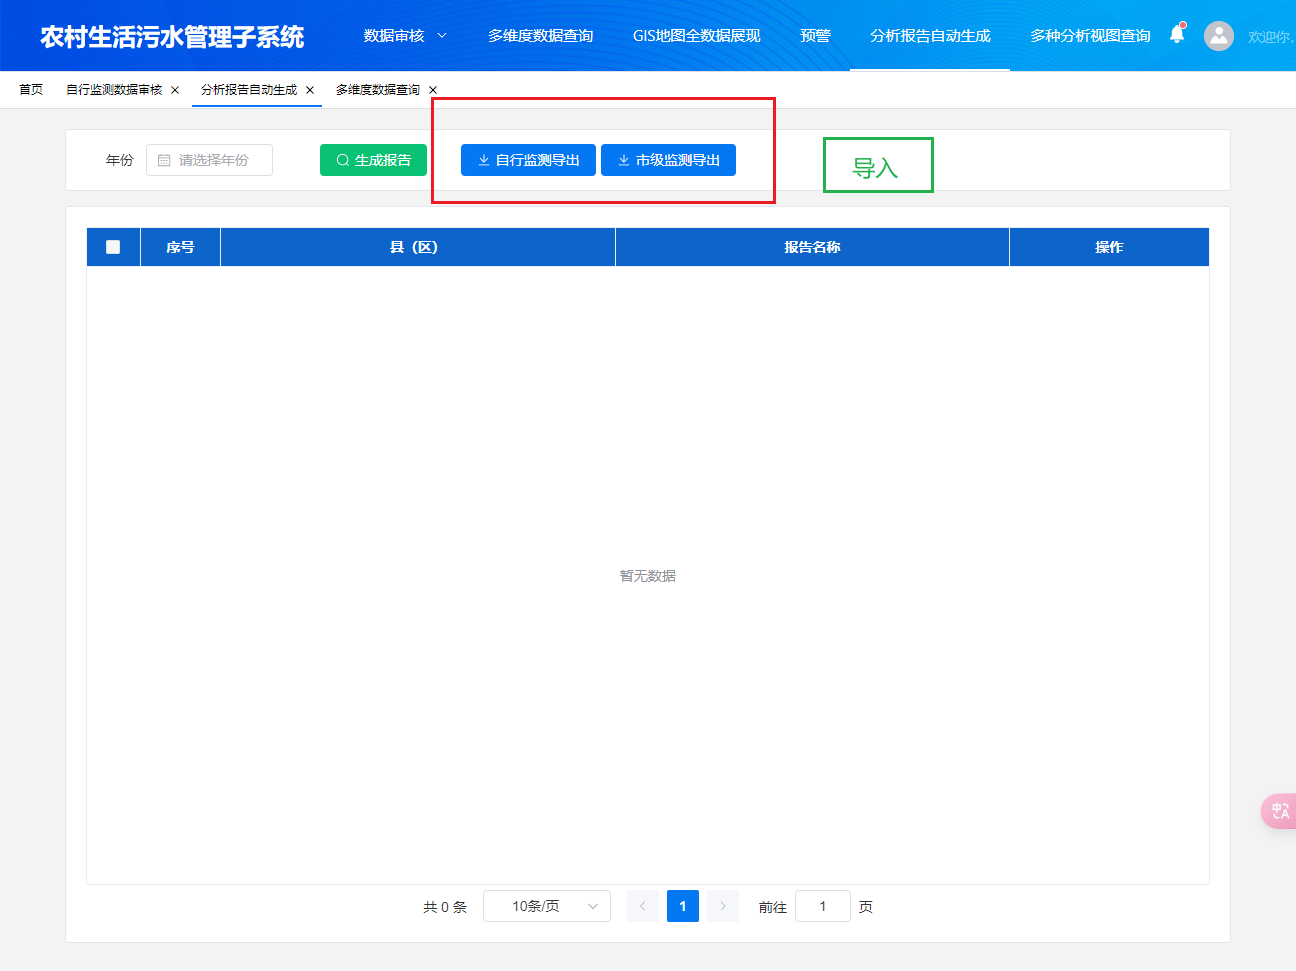 农村生活污水管理子系统
数据审核
多维度数据查询
GIS地图全数据展现
预警
分析报告自动生成
多种分析视图查询
欢迎你,
首页
自行监测数据审核
分析报告自动生成
多维度数据查询
年份
请选择年份
生成报告
自行监测导出
市级监测导出
导入
序号
县（区）
报告名称
操作
暂无数据
共 0 条
10条/页
1
前往
1
页
中
A